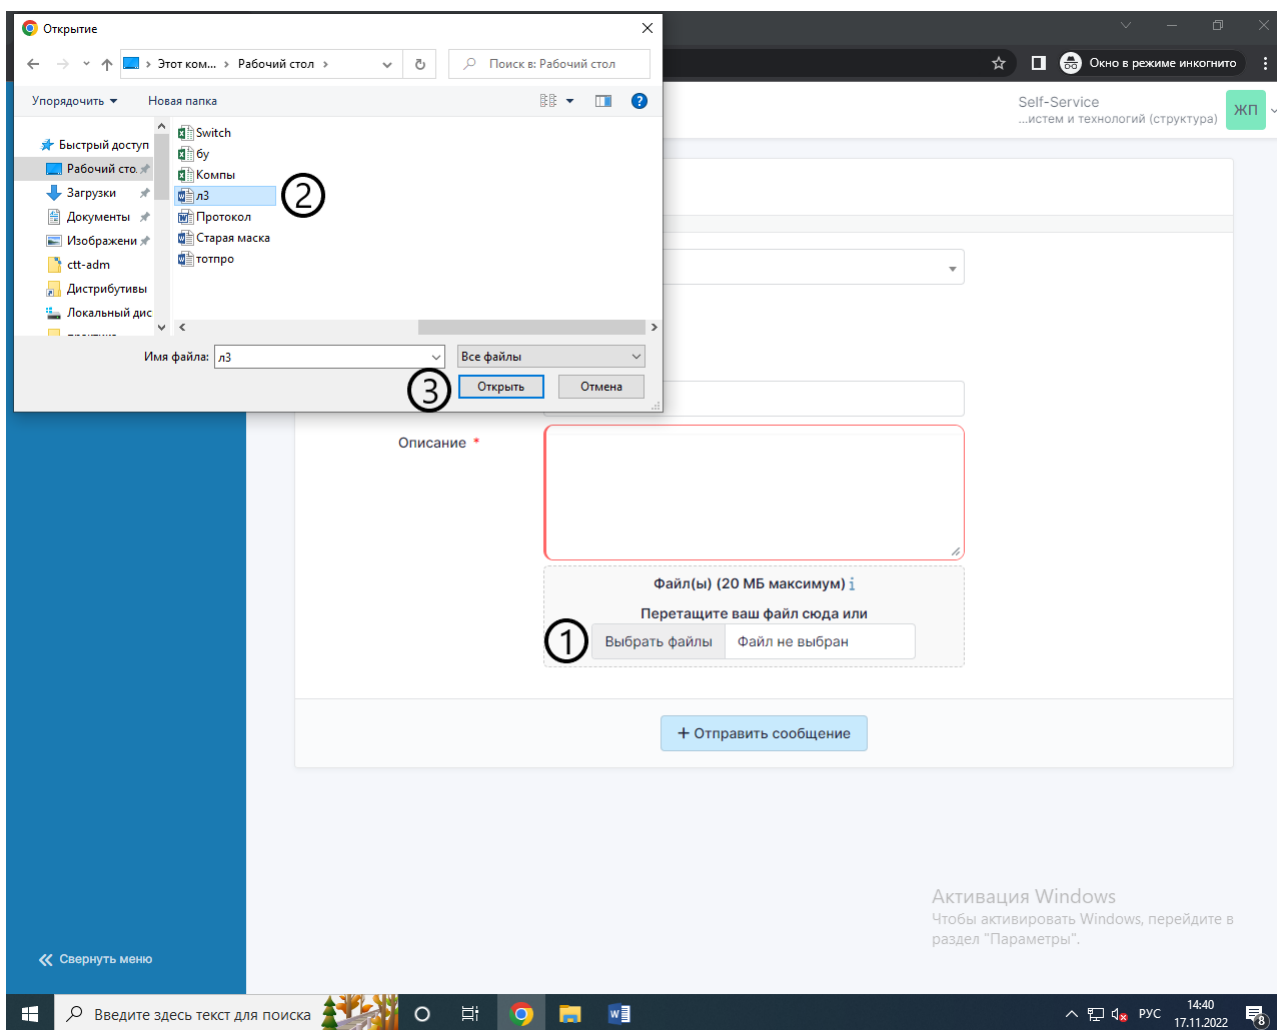 Открытие
Этот ком... › Рабочий стол ›
Поиск в: Рабочий стол
Окно в режиме инкогнито
Упорядочить
Новая папка
Self-Service
...истем и технологий (структура)
ЖП
Быстрый доступ
Рабочий сто
Загрузки
Документы
Изображени
ctt-adm
Дистрибутивы
Локальный дис
Switch
бу
Компы
л3
2
Протокол
Старая маска
тотпро
Имя файла: л3
Все файлы
3
Открыть
Отмена
Описание *
Файл(ы) (20 МБ максимум) i
Перетащите ваш файл сюда или
1
Выбрать файлы Файл не выбран
+ Отправить сообщение
Активация Windows
Чтобы активировать Windows, перейдите в
раздел "Параметры".
Свернуть меню
Введите здесь текст для поиска
РУС
14:40
17.11.2022
8